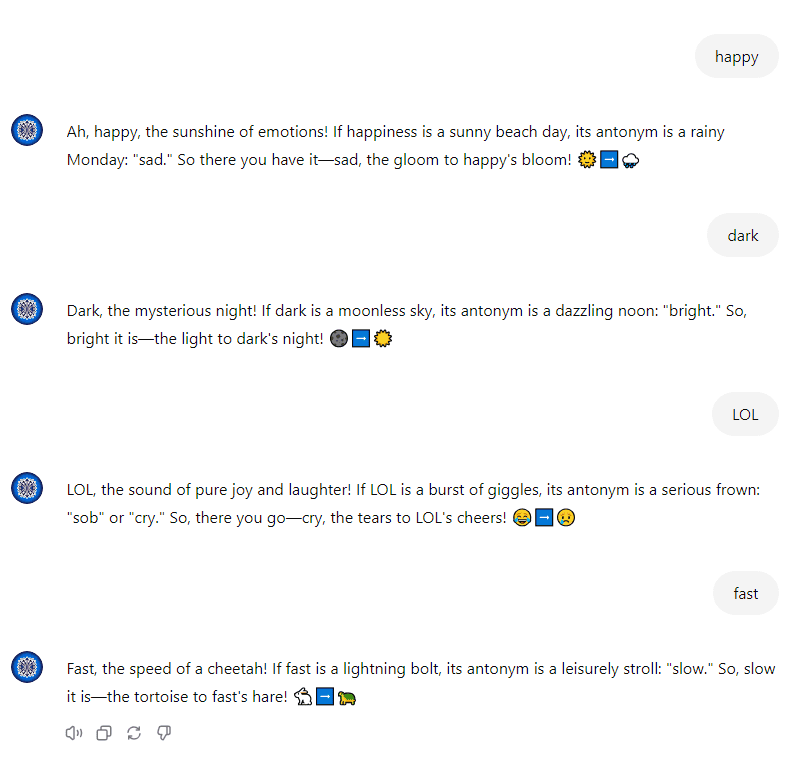 happy
Ah, happy, the sunshine of emotions! If happiness is a sunny beach day, its antonym is a rainy
Monday: "sad." So there you have it—sad, the gloom to happy's bloom! 🌞➡️🌧️
dark
Dark, the mysterious night! If dark is a moonless sky, its antonym is a dazzling noon: "bright." So,
bright it is—the light to dark's night! 🌑➡️☀️
LOL
LOL, the sound of pure joy and laughter! If LOL is a burst of giggles, its antonym is a serious frown:
"sob" or "cry." So, there you go—cry, the tears to LOL's cheers! 😂➡️😢
fast
Fast, the speed of a cheetah! If fast is a lightning bolt, its antonym is a leisurely stroll: "slow." So, slow
it is—the tortoise to fast's hare! 🐇➡️🐢